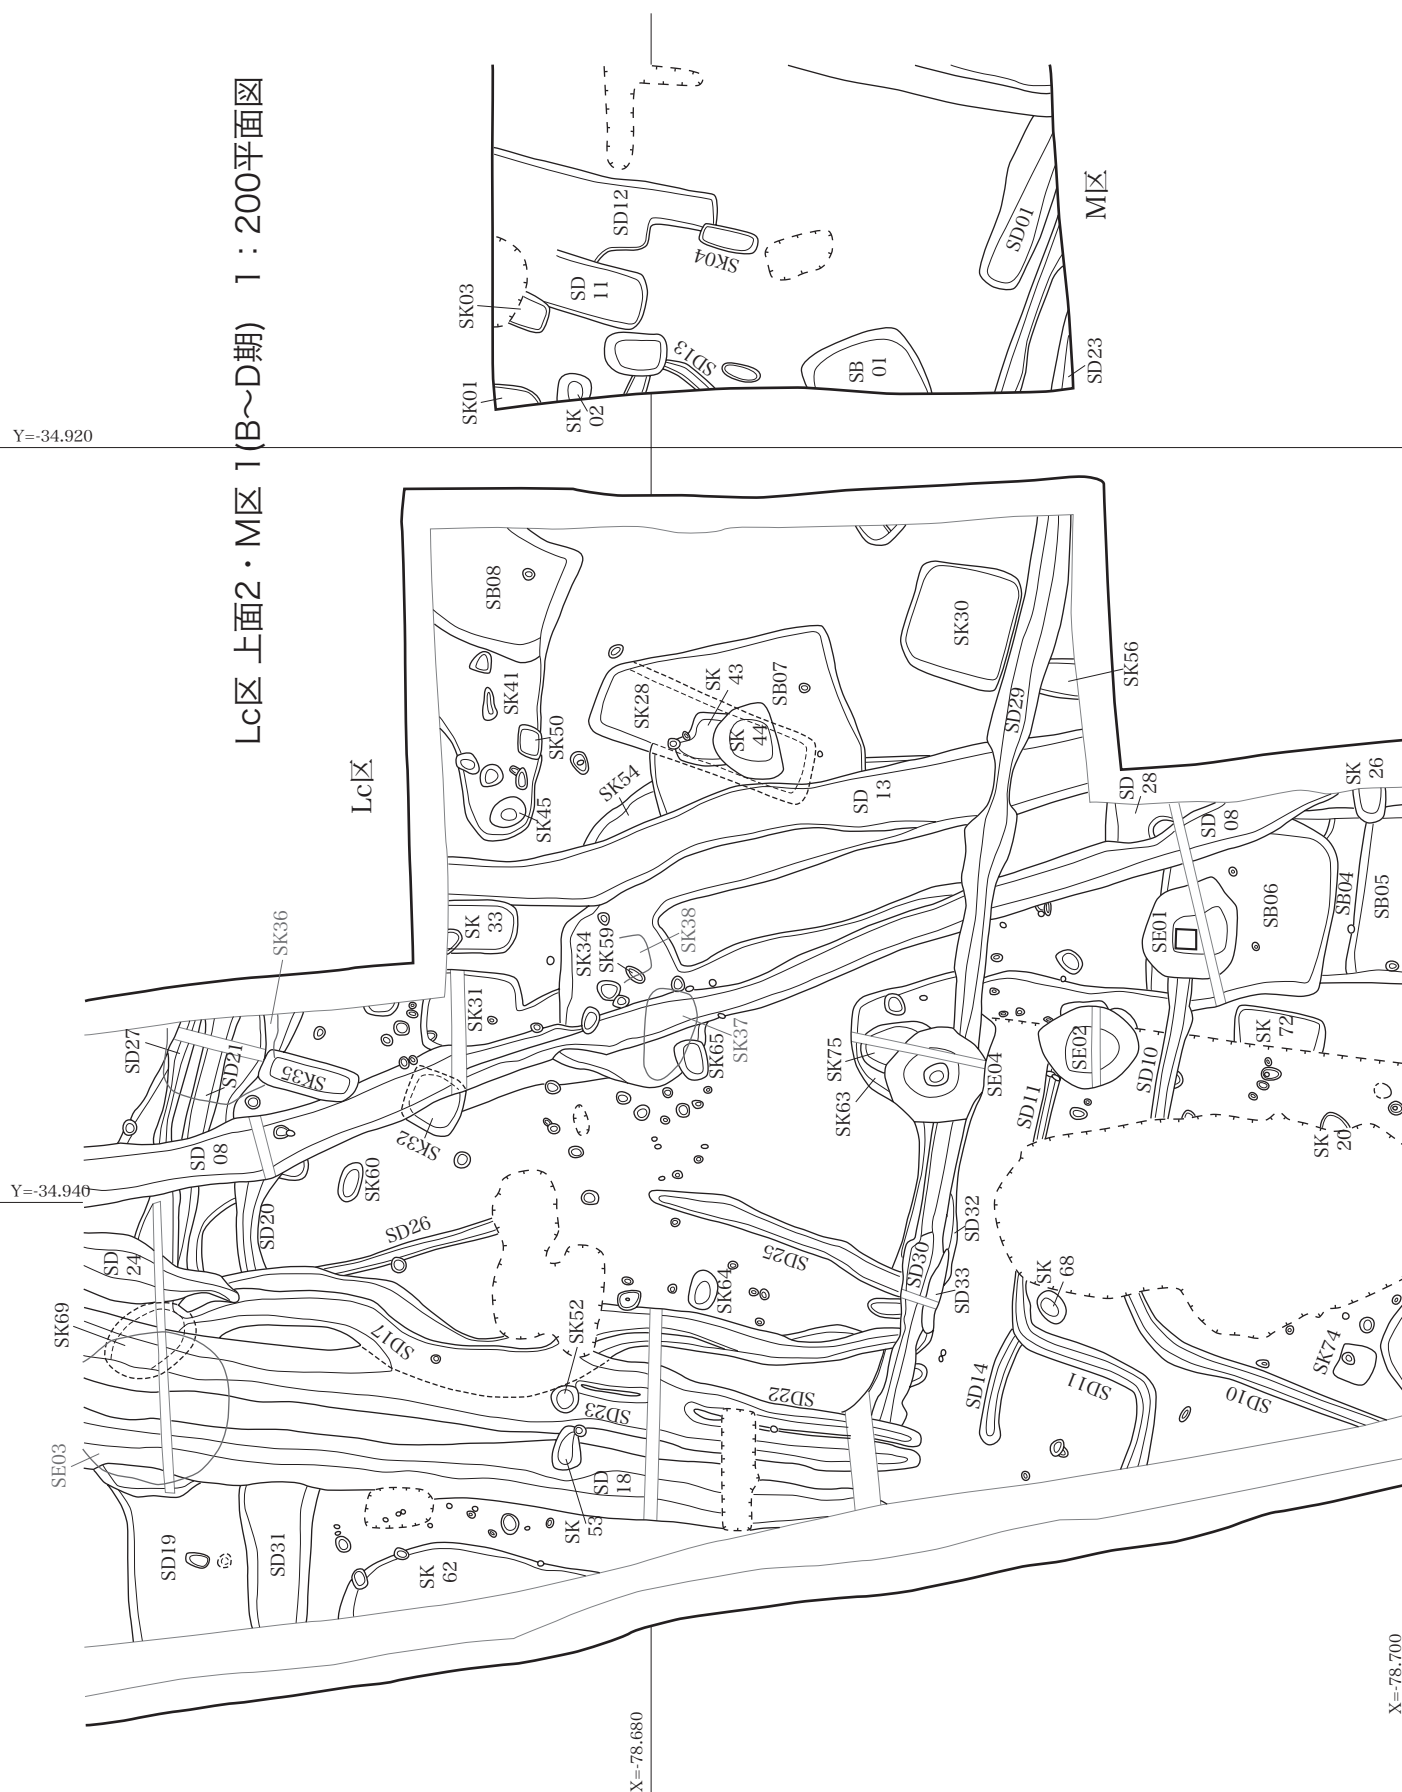 Lc区 上面2・M区 1(B〜D期) 1：200平面図
M区
Lc区
Y=-34.920
Y=-34.940
X=-78.680
X=-78.700
SD12
SK04
SD
11
SK03
SK01
SK
02
SD13
SB
01
SD01
SD23
SB08
SK41
SK50
SK45
SK54
SK28
SK
43
SK
44
SB07
SK30
SD29
SK56
SD
13
SD
28
SD
08
SK
26
SB04
SB05
SB06
SE01
SK
33
SK34
SK59
SK38
SK31
SK36
SK37
SK65
SD27
SD21
SK35
SK32
SK60
SD
08
SD20
SD26
SD
24
SK69
SD17
SE03
SK52
SD23
SD22
SD
18
SK
53
SD19
SD31
SK
62
SK64
SD25
SD30
SD32
SD33
SK75
SK63
SE04
SE02
SD11
SD10
SK
72
SK
20
SK
68
SD14
SD11
SD10
SK74